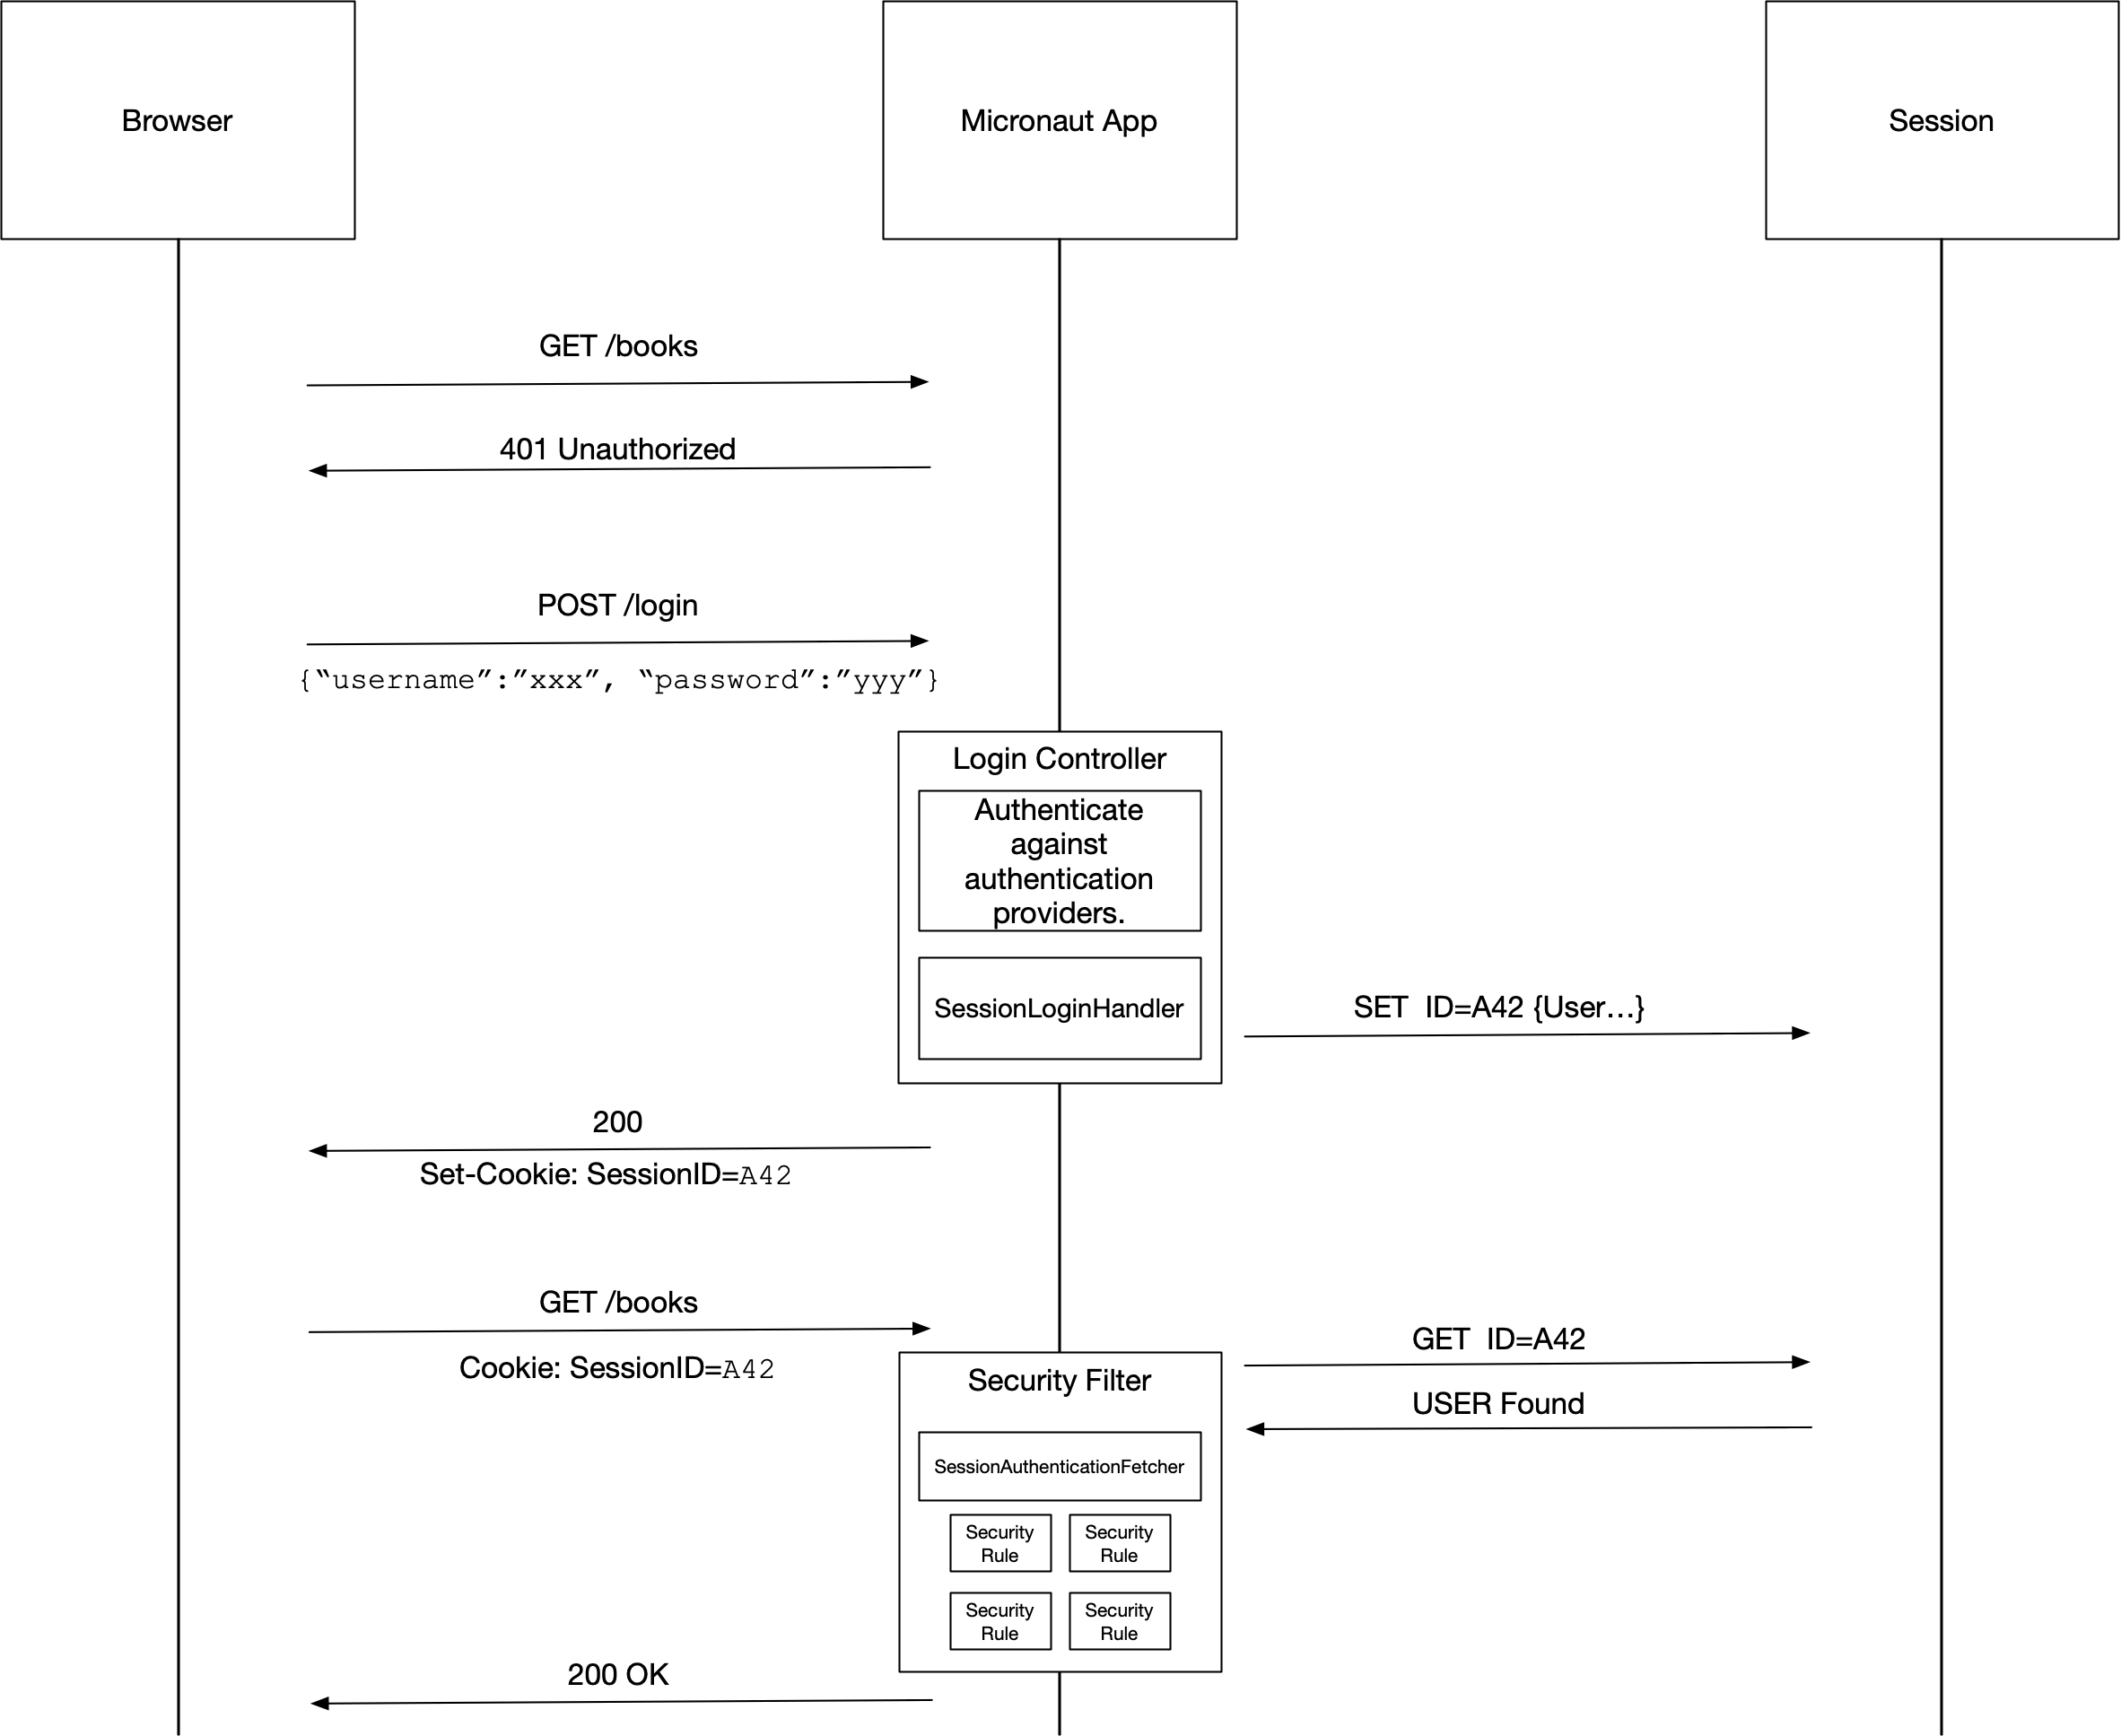 Browser
Micronaut App
Session
GET /books
401 Unauthorized
POST /login
{“username”:”xxx”, “password”:”yyy”}
Login Controller
Authenticate
against
authentication
providers.
SessionLoginHandler
SET  ID=A42 {User…}
200
Set-Cookie: SessionID=A42
GET /books
Cookie: SessionID=A42
GET  ID=A42
Security Filter
USER Found
SessionAuthenticationFetcher
Security
Rule
Security
Rule
Security
Rule
Security
Rule
200 OK